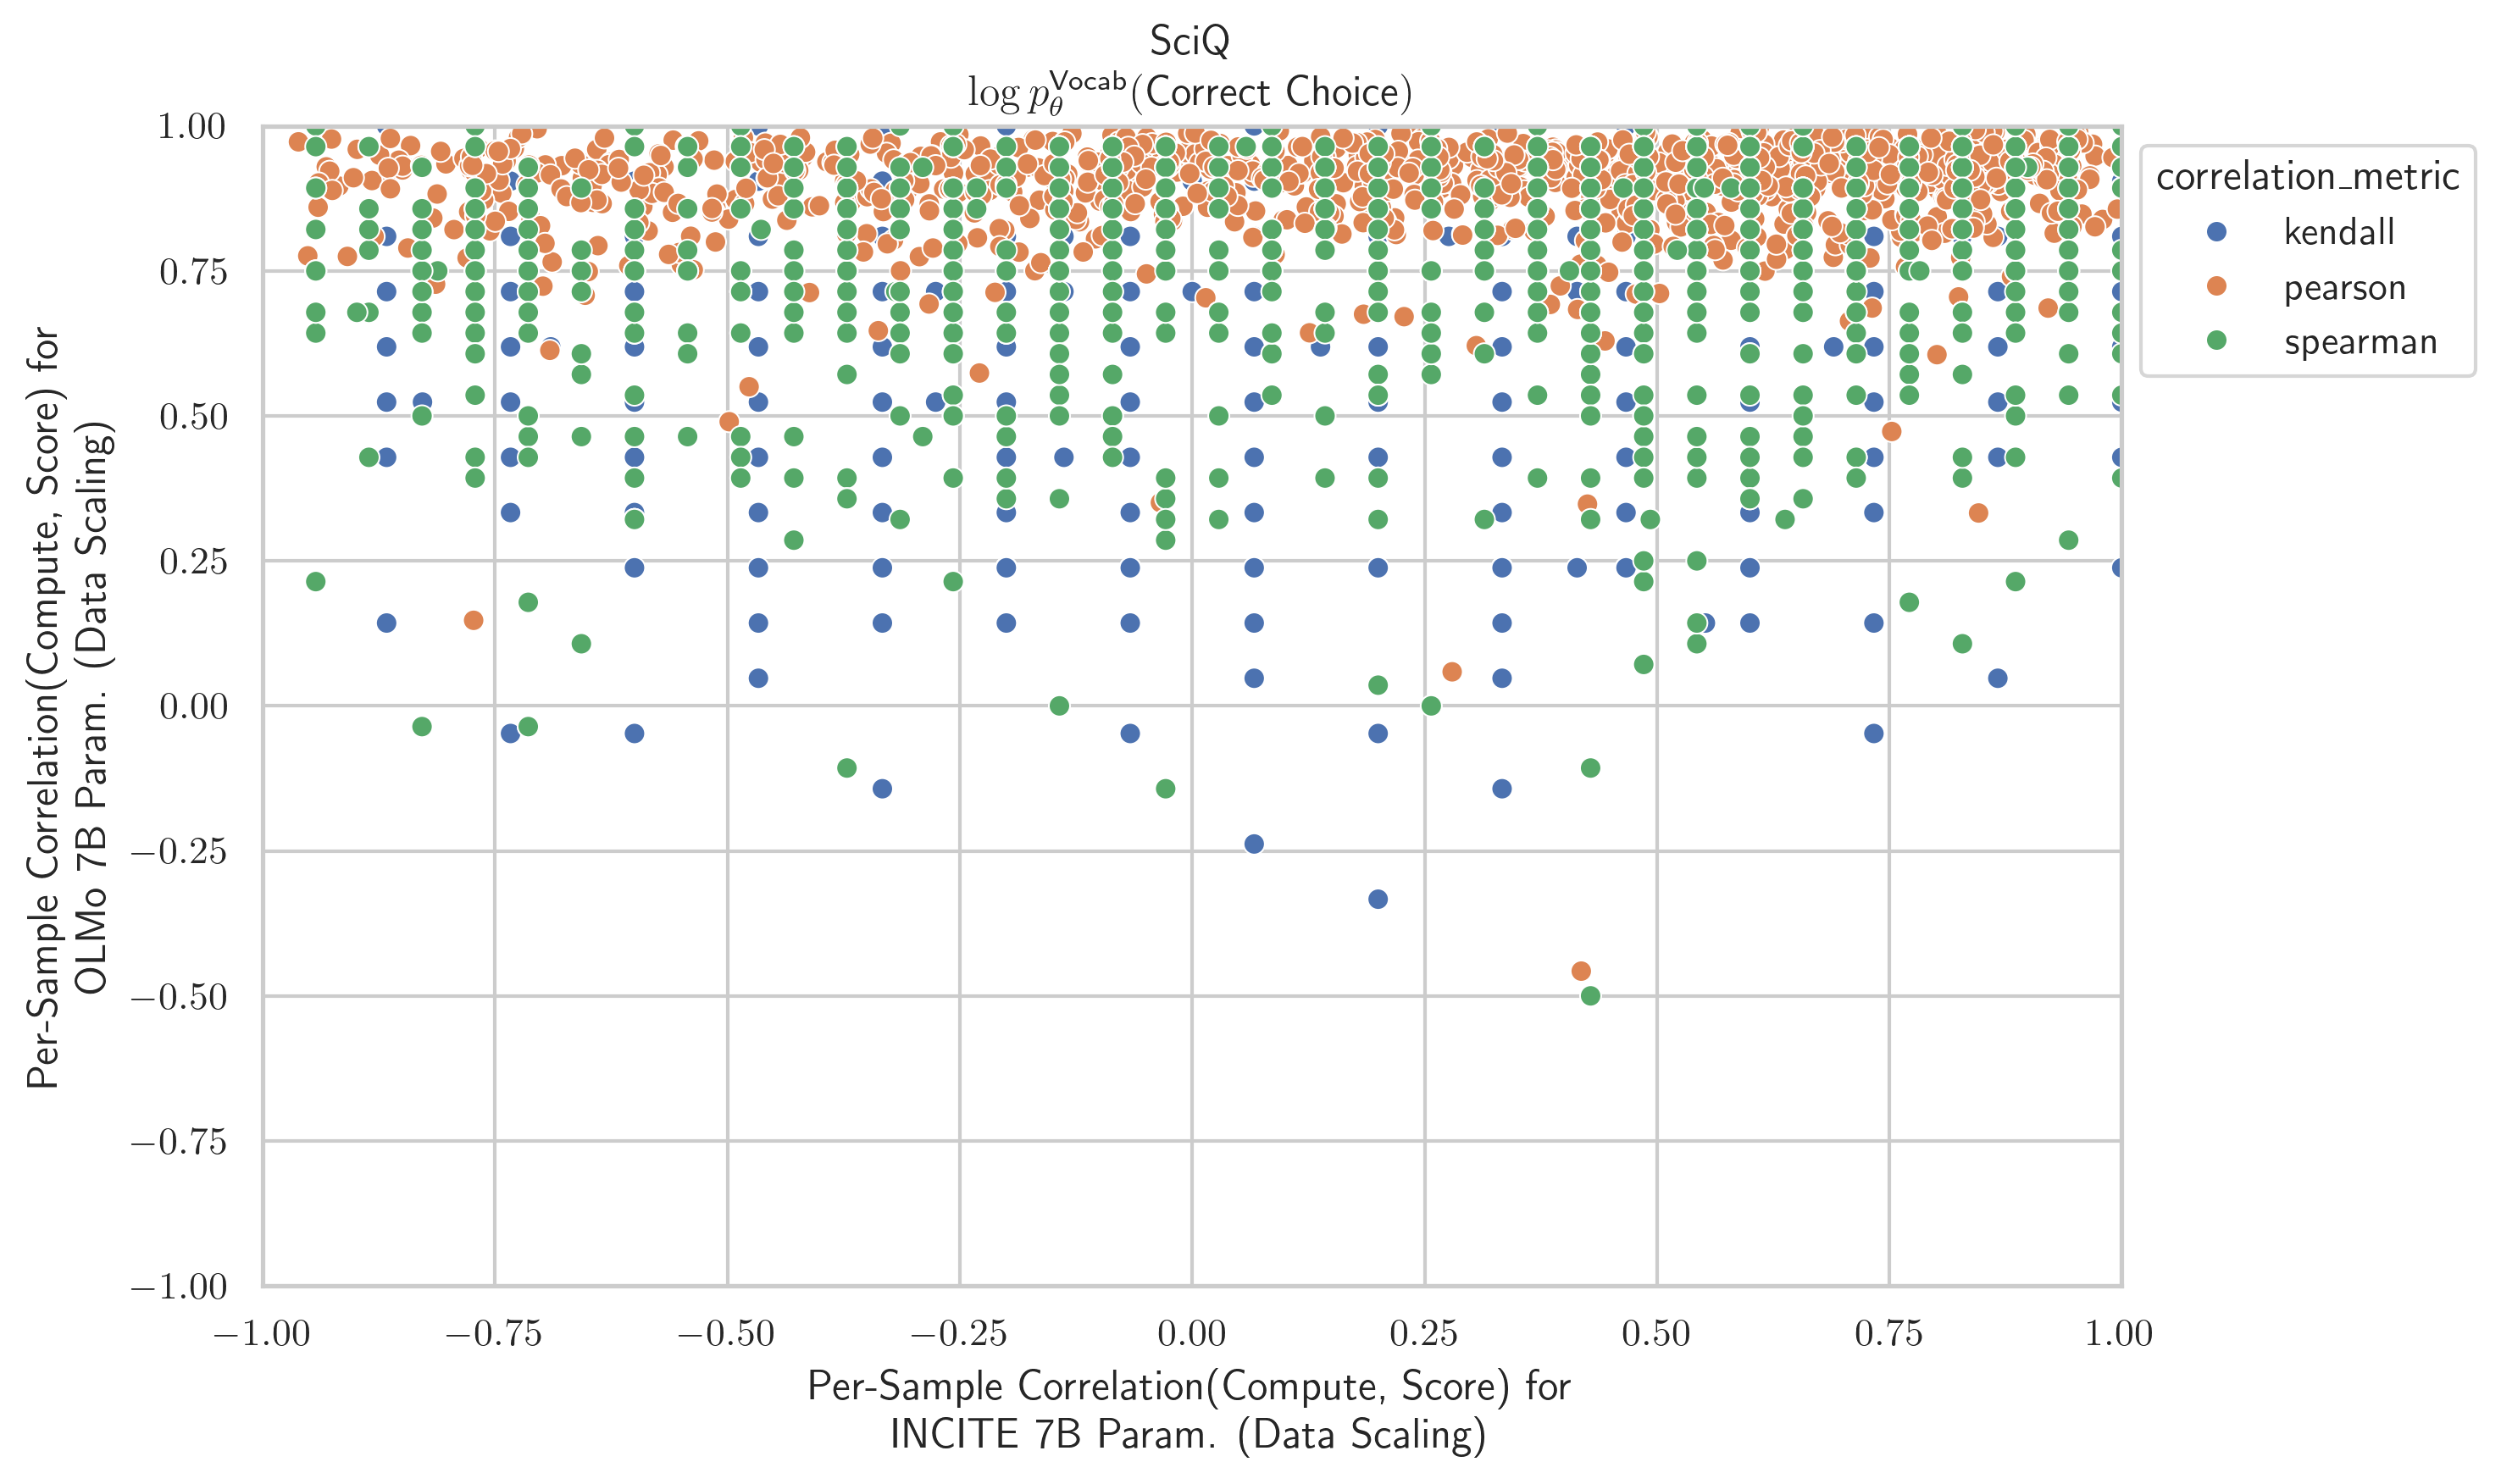 SciQ
log p_θ^Vocab(Correct Choice)
Per-Sample Correlation(Compute, Score) for
OLMo 7B Param. (Data Scaling)
1.00
0.75
0.50
0.25
0.00
−0.25
−0.50
−0.75
−1.00
−1.00 −0.75 −0.50 −0.25 0.00 0.25 0.50 0.75 1.00
Per-Sample Correlation(Compute, Score) for
INCITE 7B Param. (Data Scaling)
correlation_metric
kendall
pearson
spearman